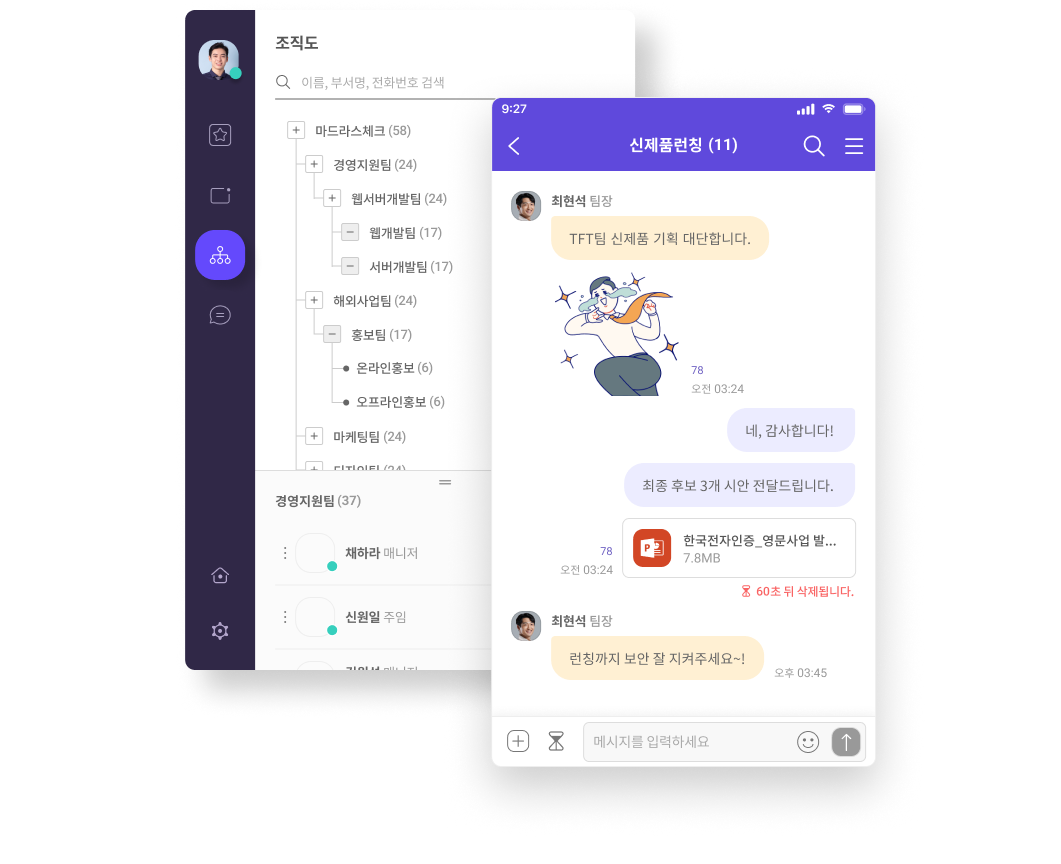 조직도
이름, 부서명, 전화번호 검색
마드라스체크 (58)
경영지원팀 (24)
웹서버개발팀 (24)
웹개발팀 (17)
서버개발팀 (17)
해외사업팀 (24)
홍보팀 (17)
온라인홍보 (6)
오프라인홍보 (6)
마케팅팀 (24)
디자인팀 (24)
경영지원팀 (37)
채하라 매니저
신원일 주임
9:27
신제품런칭 (11)
최현석 팀장
TFT팀 신제품 기획 대단합니다.
78
오전 03:24
네, 감사합니다!
최종 후보 3개 시안 전달드립니다.
한국전자인증_영문사업 발...
7.8MB
78
오전 03:24
60초 뒤 삭제됩니다.
최현석 팀장
런칭까지 보안 잘 지켜주세요~!
오후 03:45
메시지를 입력하세요